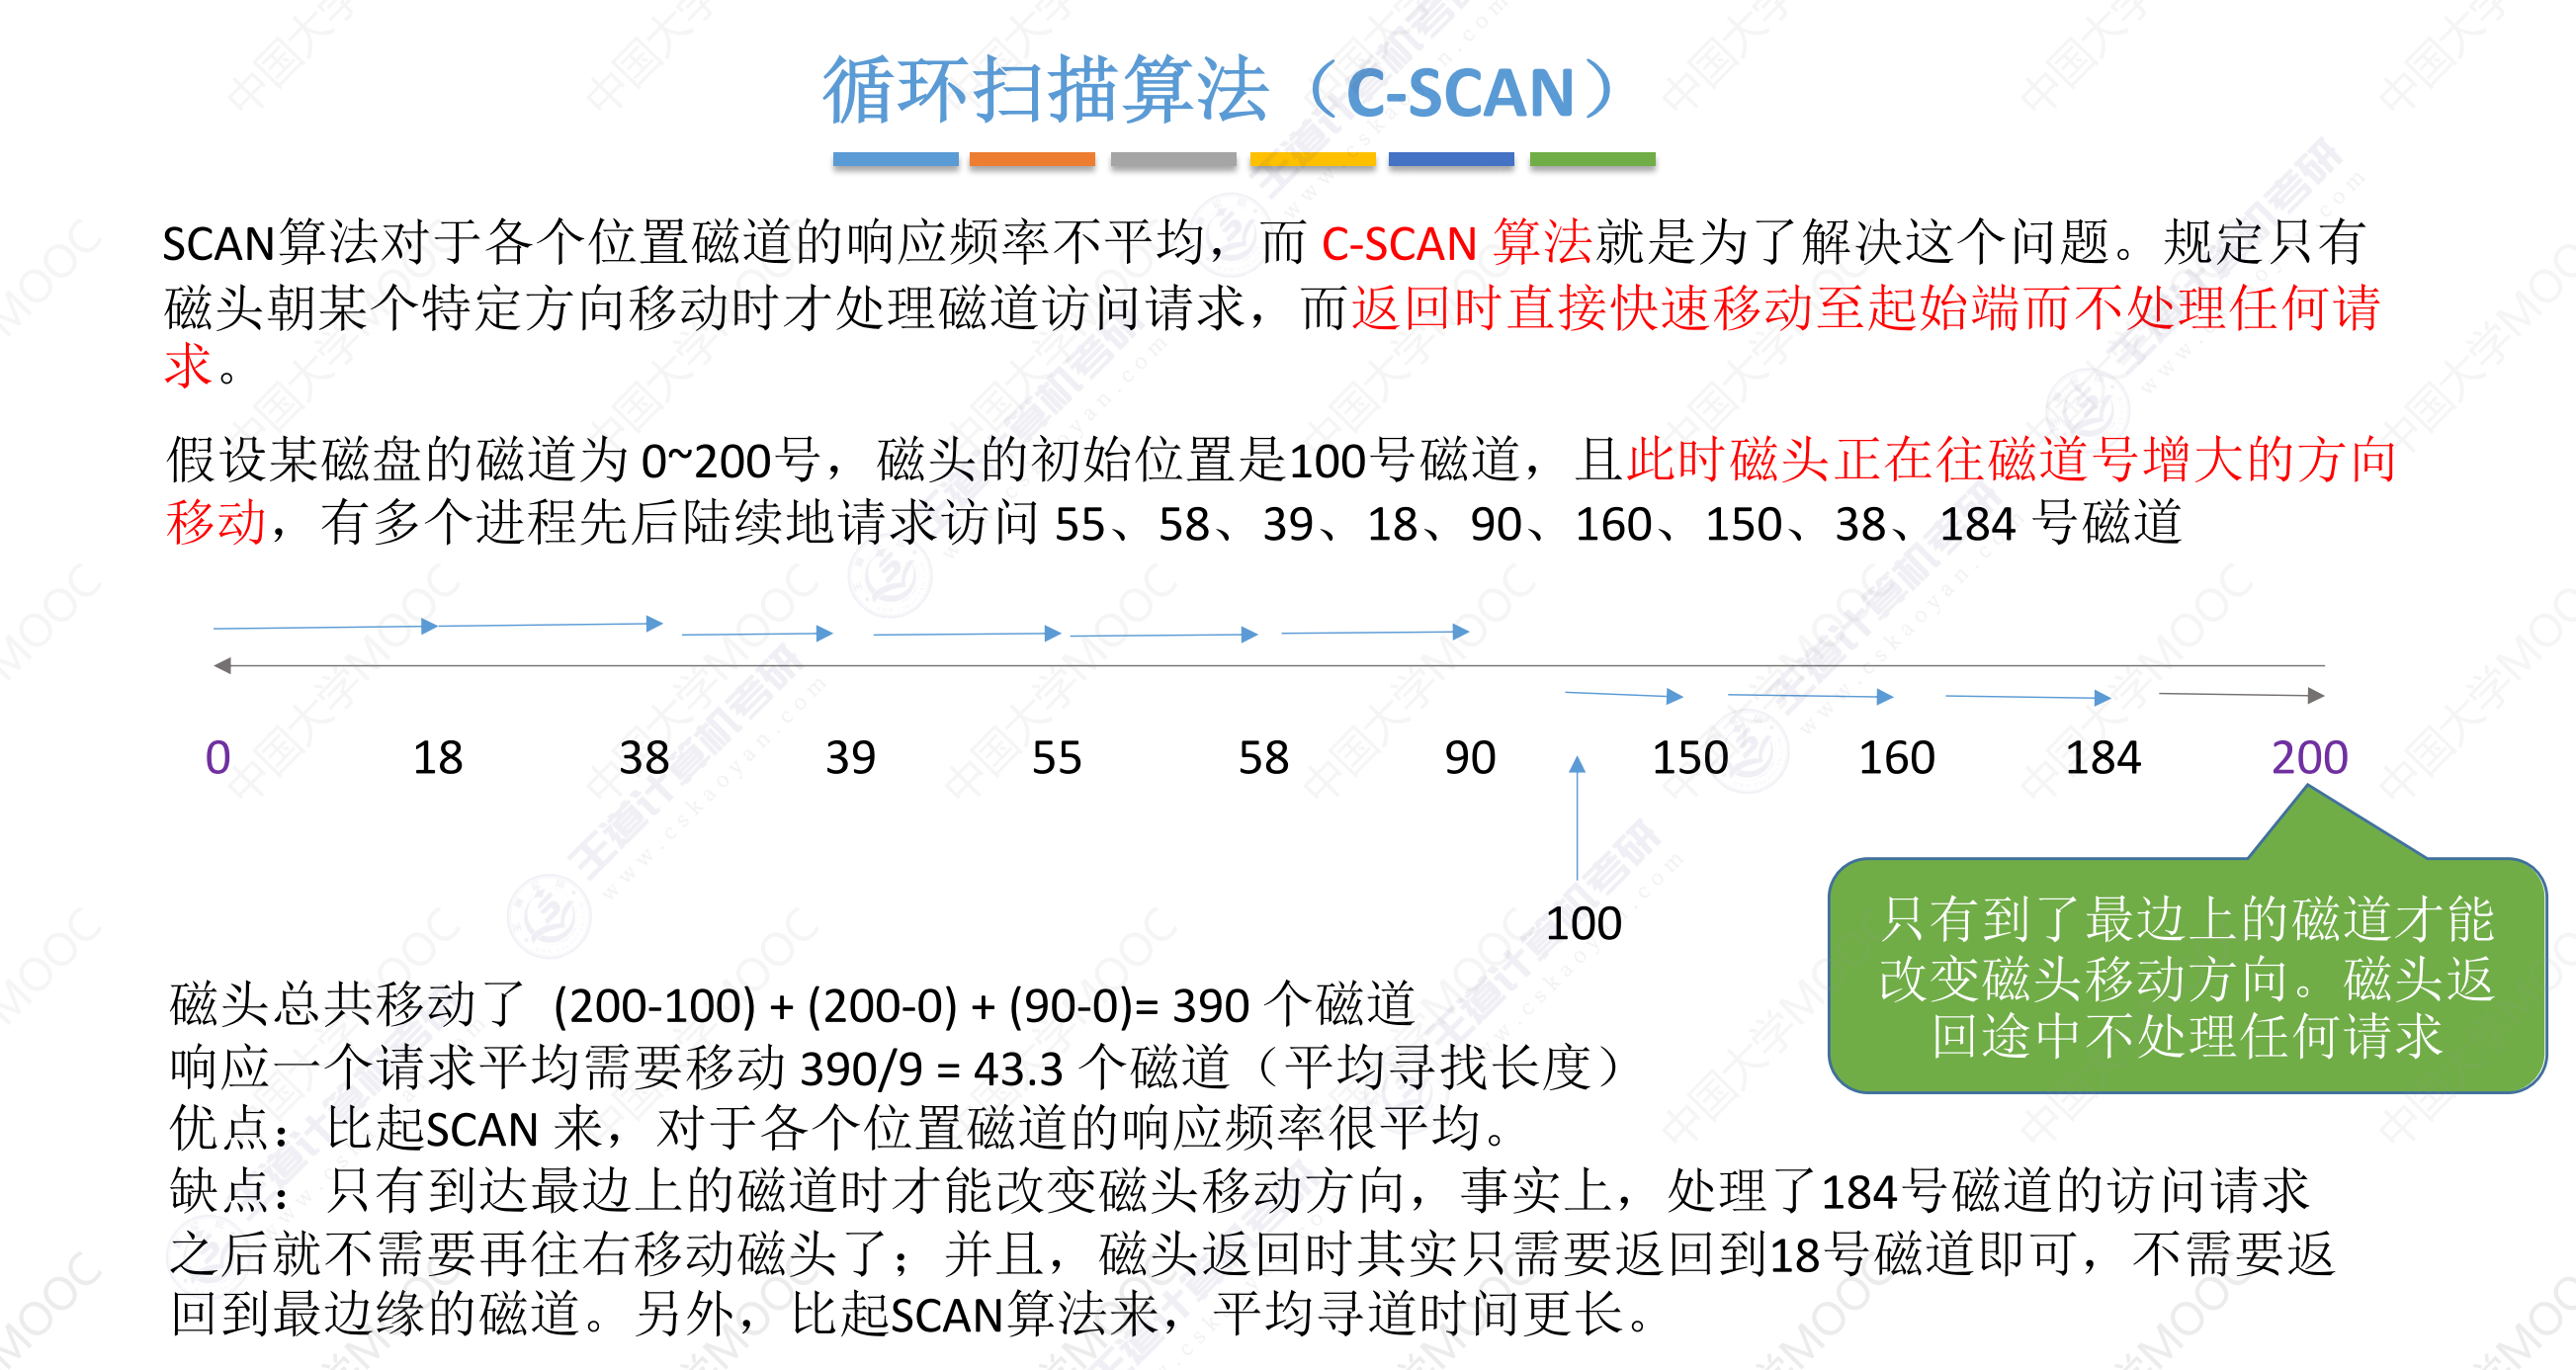 循环扫描算法（C-SCAN）
SCAN算法对于各个位置磁道的响应频率不平均，而 C-SCAN 算法就是为了解决这个问题。规定只有
磁头朝某个特定方向移动时才处理磁道访问请求，而返回时直接快速移动至起始端而不处理任何请
求。
假设某磁盘的磁道为 0~200号，磁头的初始位置是100号磁道，且此时磁头正在往磁道号增大的方向
移动，有多个进程先后陆续地请求访问 55、58、39、18、90、160、150、38、184 号磁道
0 18 38 39 55 58 90 150 160 184 200
100
只有到了最边上的磁道才能
改变磁头移动方向。磁头返
回途中不处理任何请求
磁头总共移动了 (200-100) + (200-0) + (90-0)= 390 个磁道
响应一个请求平均需要移动 390/9 = 43.3 个磁道（平均寻找长度）
优点：比起SCAN 来，对于各个位置磁道的响应频率很平均。
缺点：只有到达最边上的磁道时才能改变磁头移动方向，事实上，处理了184号磁道的访问请求
之后就不需要再往右移动磁头了；并且，磁头返回时其实只需要返回到18号磁道即可，不需要返
回到最边缘的磁道。另外，比起SCAN算法来，平均寻道时间更长。
中国大学MOOC
王道计算机考研
www.cskaoyan.com